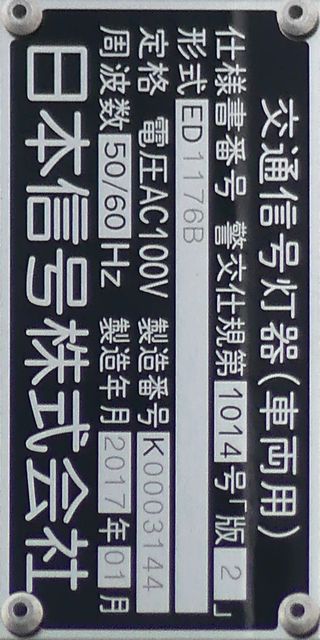 交通信号灯器(車両用)
仕様書番号 警交仕規第1014号「版2」
形式 ED1176B
定格 電圧AC100V 製造番号 K0003144
周波数 50/60 Hz 製造年月 2017年01月
日本信号株式会社